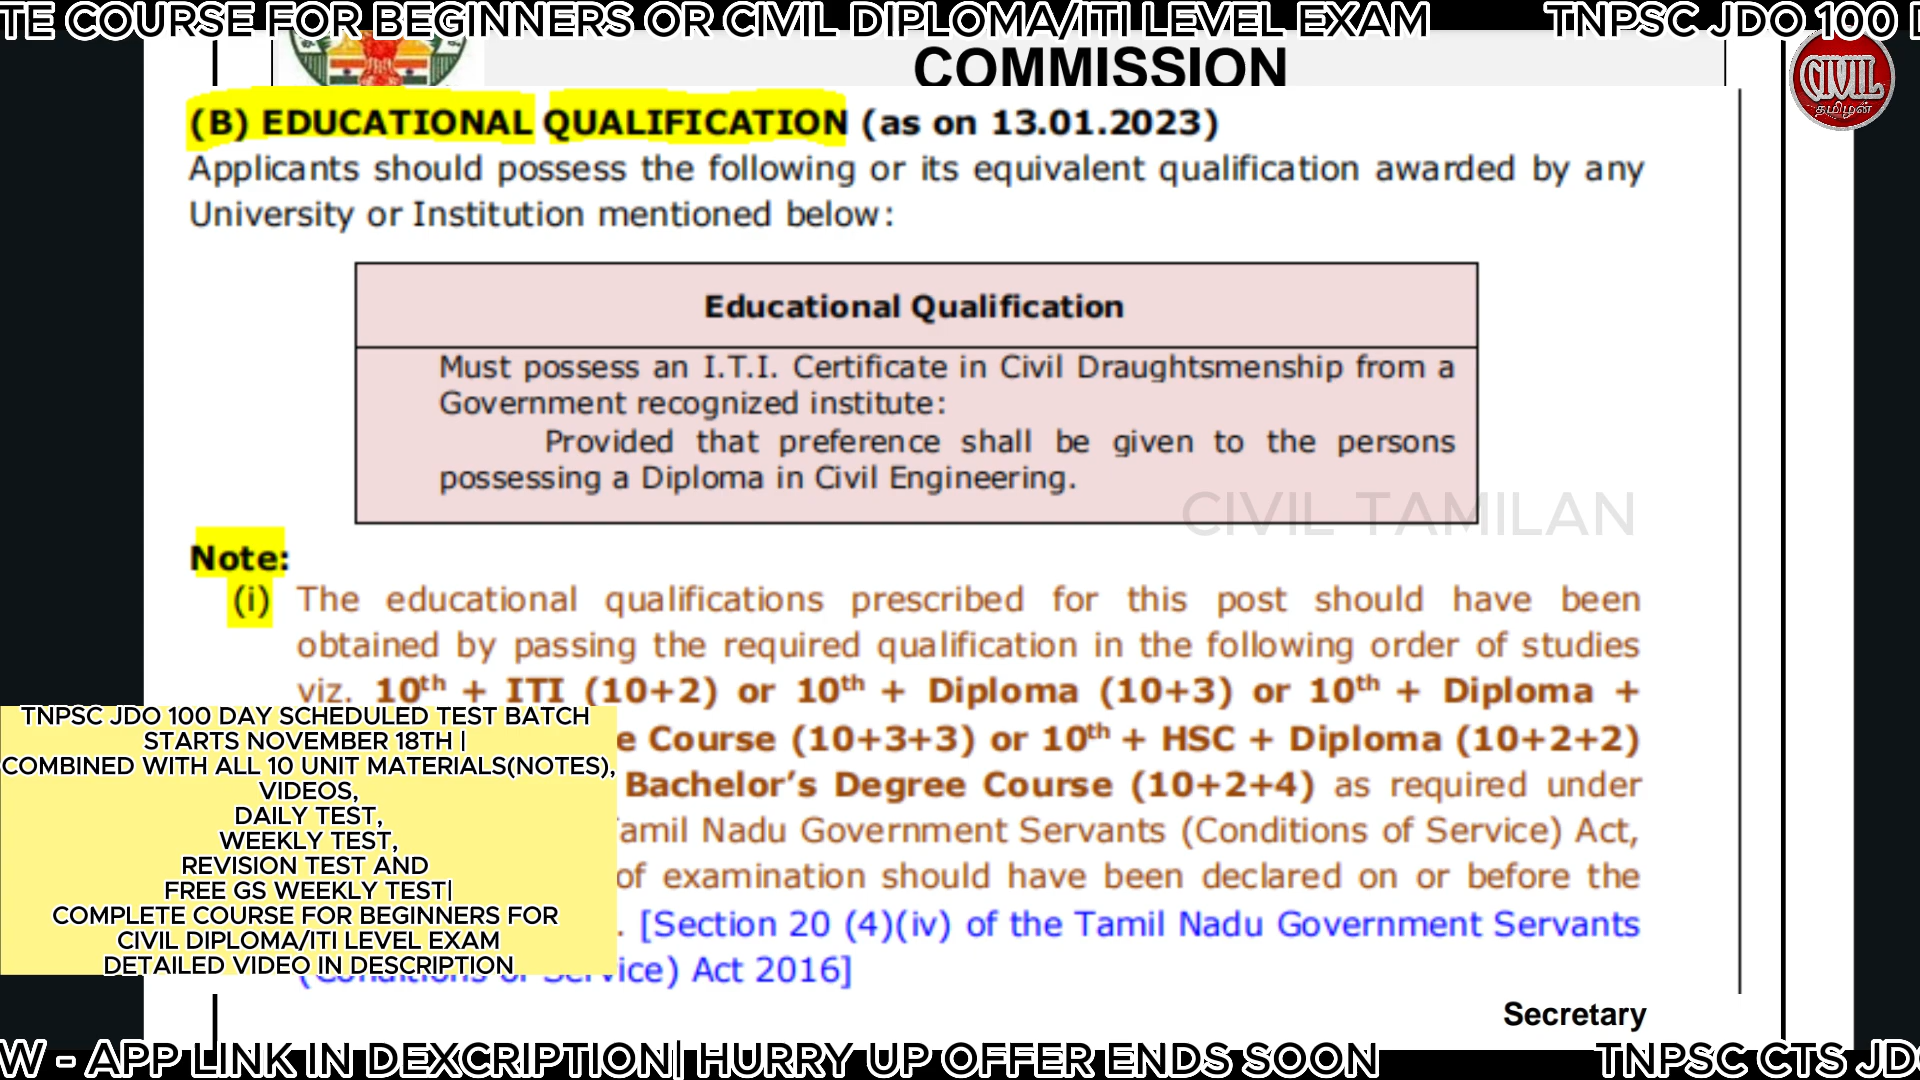 TE COURSE FOR BEGINNERS OR CIVIL DIPLOMA/ITI LEVEL EXAM TNPSC JDO 100
COMMISSION
CIVIL
தமிழன்
(B) EDUCATIONAL QUALIFICATION (as on 13.01.2023)
Applicants should possess the following or its equivalent qualification awarded by any
University or Institution mentioned below:
Educational Qualification
Must possess an I.T.I. Certificate in Civil Draughtsmenship from a
Government recognized institute:
Provided that preference shall be given to the persons
possessing a Diploma in Civil Engineering.
CIVIL TAMILAN
Note:
(i) The educational qualifications prescribed for this post should have been
obtained by passing the required qualification in the following order of studies
viz. 10th + ITI (10+2) or 10th + Diploma (10+3) or 10th + Diploma +
e Course (10+3+3) or 10th + HSC + Diploma (10+2+2)
Bachelor’s Degree Course (10+2+4) as required under
amil Nadu Government Servants (Conditions of Service) Act,
of examination should have been declared on or before the
. [Section 20 (4)(iv) of the Tamil Nadu Government Servants
(Conditions of Service) Act 2016]
TNPSC JDO 100 DAY SCHEDULED TEST BATCH
STARTS NOVEMBER 18TH |
COMBINED WITH ALL 10 UNIT MATERIALS(NOTES),
VIDEOS,
DAILY TEST,
WEEKLY TEST,
REVISION TEST AND
FREE GS WEEKLY TEST|
COMPLETE COURSE FOR BEGINNERS FOR
CIVIL DIPLOMA/ITI LEVEL EXAM
DETAILED VIDEO IN DESCRIPTION
Secretary
W - APP LINK IN DEXCRIPTION| HURRY UP OFFER ENDS SOON TNPSC CTS JD